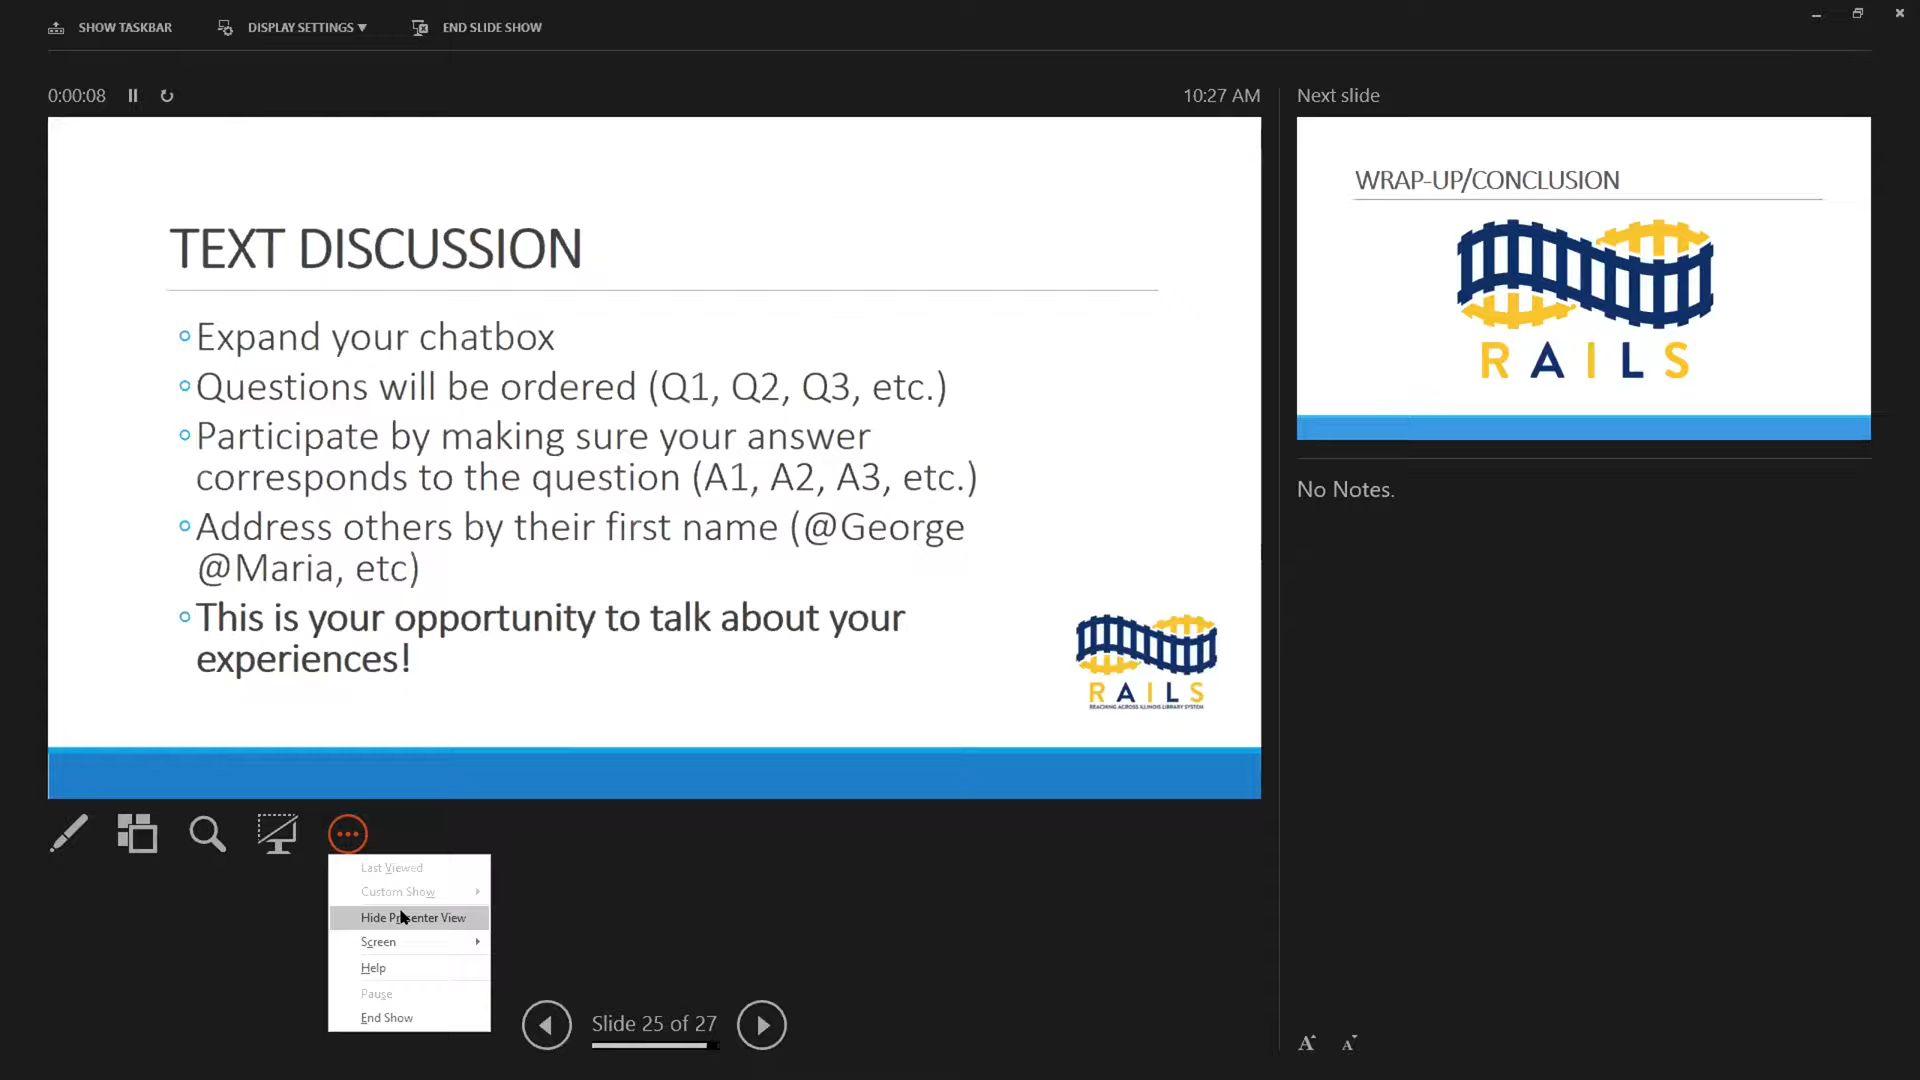 SHOW TASKBAR
DISPLAY SETTINGS
END SLIDE SHOW
0:00:08
10:27 AM
Next slide
TEXT DISCUSSION
Expand your chatbox
Questions will be ordered (Q1, Q2, Q3, etc.)
Participate by making sure your answer
corresponds to the question (A1, A2, A3, etc.)
Address others by their first name (@George
@Maria, etc)
This is your opportunity to talk about your
experiences!
RAILS
REACHING ACROSS ILLINOIS LIBRARY SYSTEM
WRAP-UP/CONCLUSION
RAILS
No Notes.
Last Viewed
Custom Show
Hide Presenter View
Screen
Help
Pause
End Show
Slide 25 of 27
A A